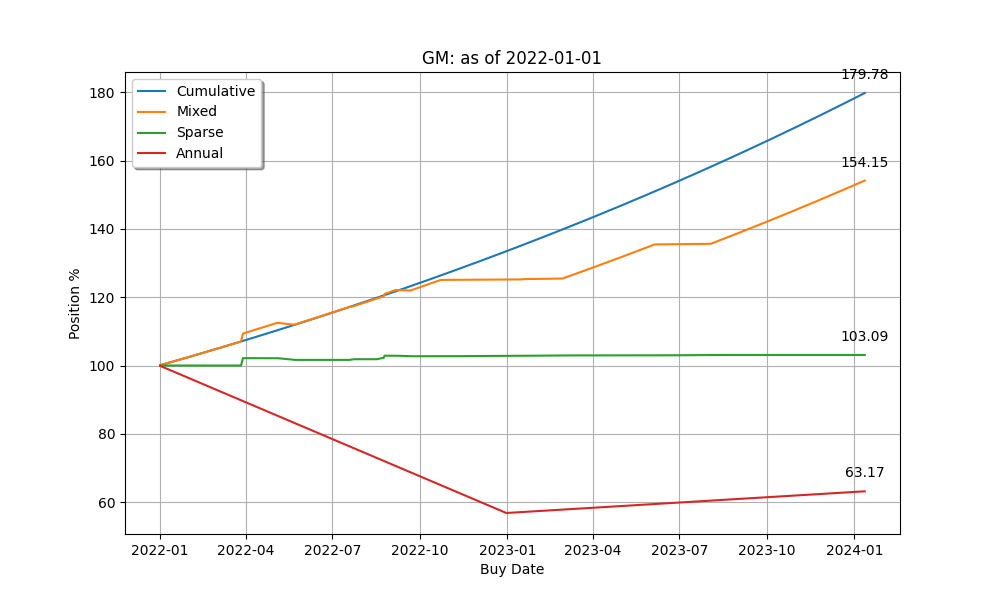 GM: as of 2022-01-01
179.78
180
Cumulative
Mixed
Sparse
Annual
160
154.15
140
120
103.09
100
80
63.17
60
Position %
2022-01 2022-04 2022-07 2022-10 2023-01 2023-04 2023-07 2023-10 2024-01
Buy Date